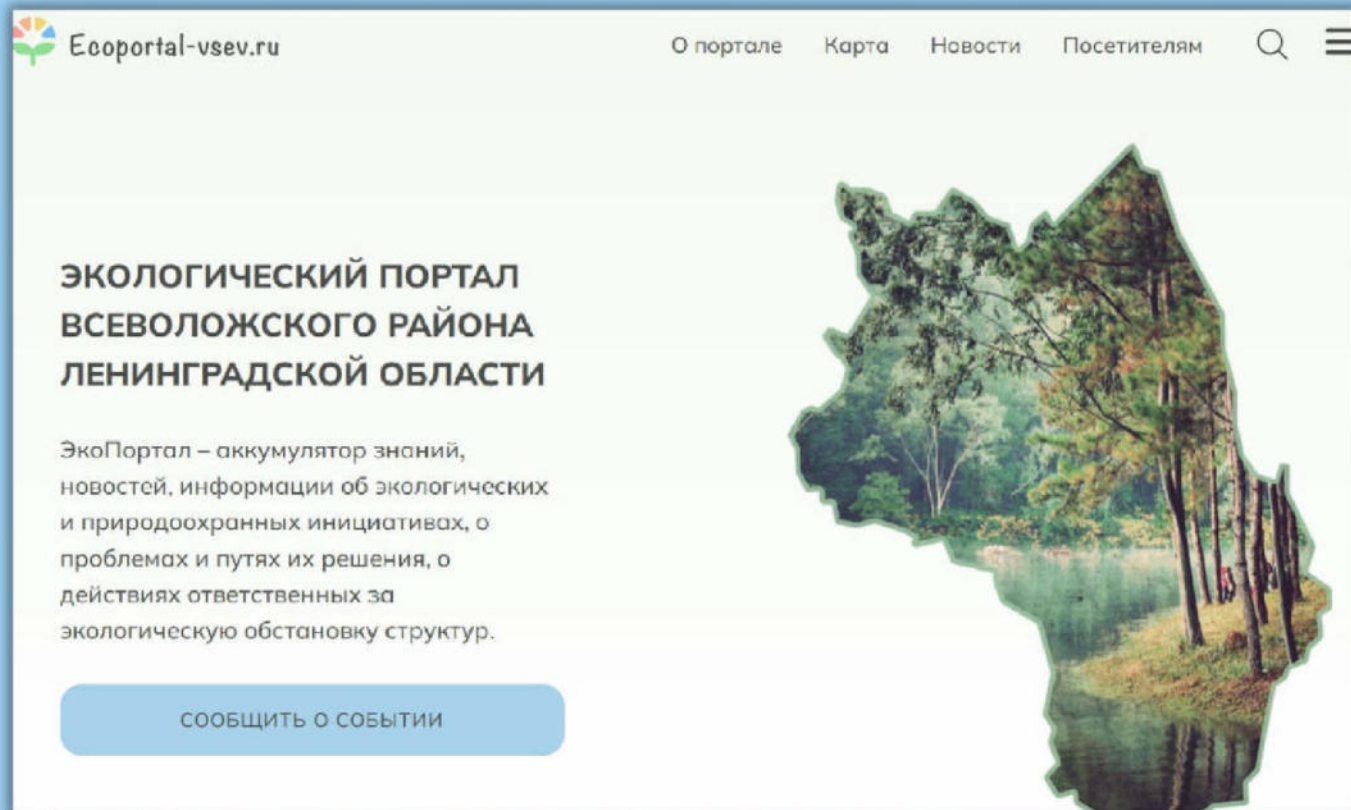 Ecoportal-vsev.ru
О портале Карта Новости Посетителям
ЭКОЛОГИЧЕСКИЙ ПОРТАЛ
ВСЕВОЛОЖСКОГО РАЙОНА
ЛЕНИНГРАДСКОЙ ОБЛАСТИ
ЭкоПортал – аккумулятор знаний,
новостей, информации об экологических
и природоохранных инициативах, о
проблемах и путях их решения, о
действиях ответственных за
экологическую обстановку структур.
СООБЩИТЬ О СОБЫТИИ